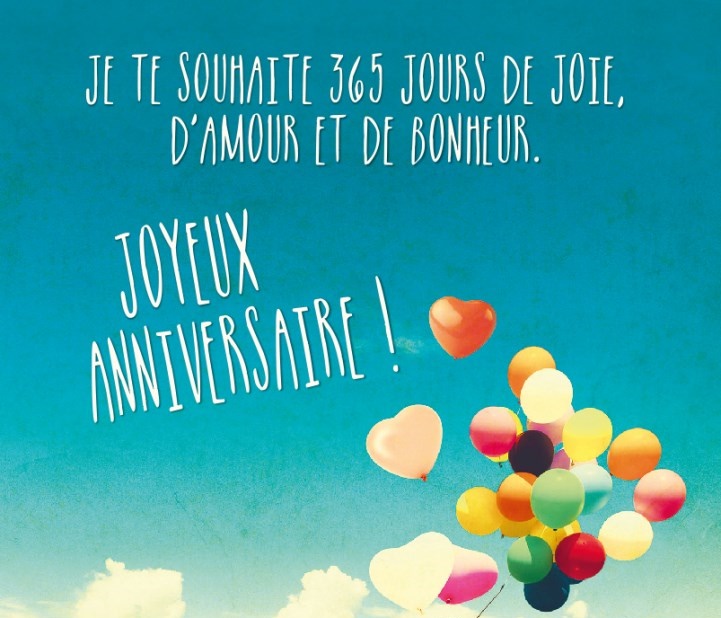 JE TE SOUHAITE 365 JOURS DE JOIE,
D'AMOUR ET DE BONHEUR.
JOYEUX
ANNIVERSAIRE !